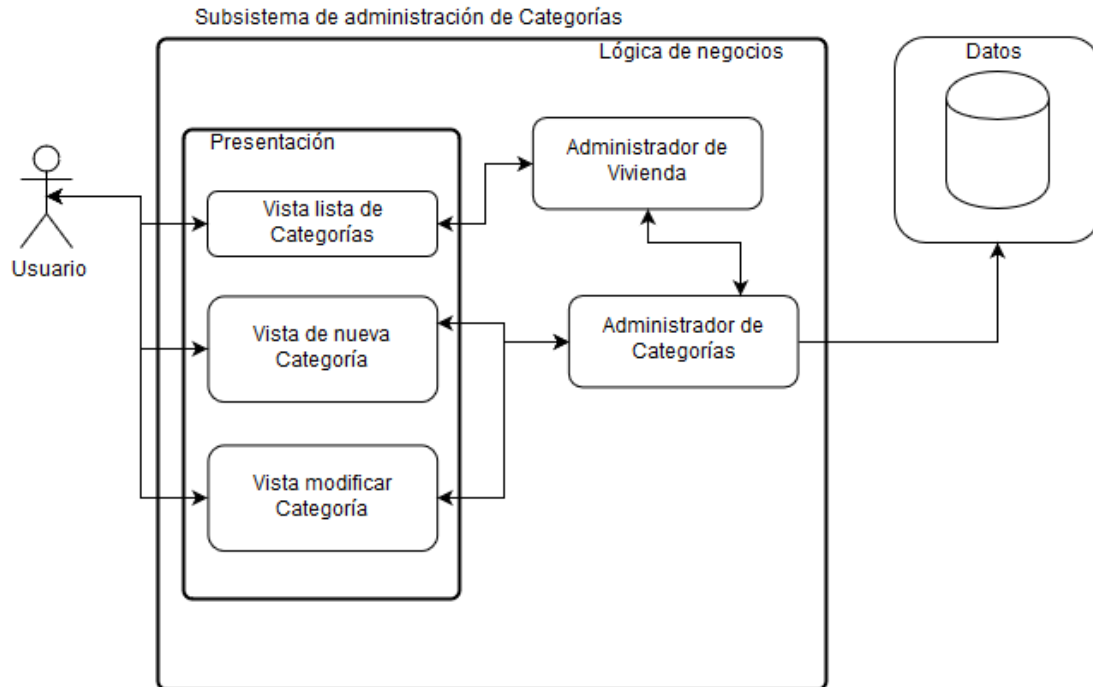 Subsistema de administración de Categorías
Lógica de negocios
Datos
Presentación
Administrador de
Vivienda
Vista lista de
Categorías
Usuario
Vista de nueva
Categoría
Administrador de
Categorías
Vista modificar
Categoría